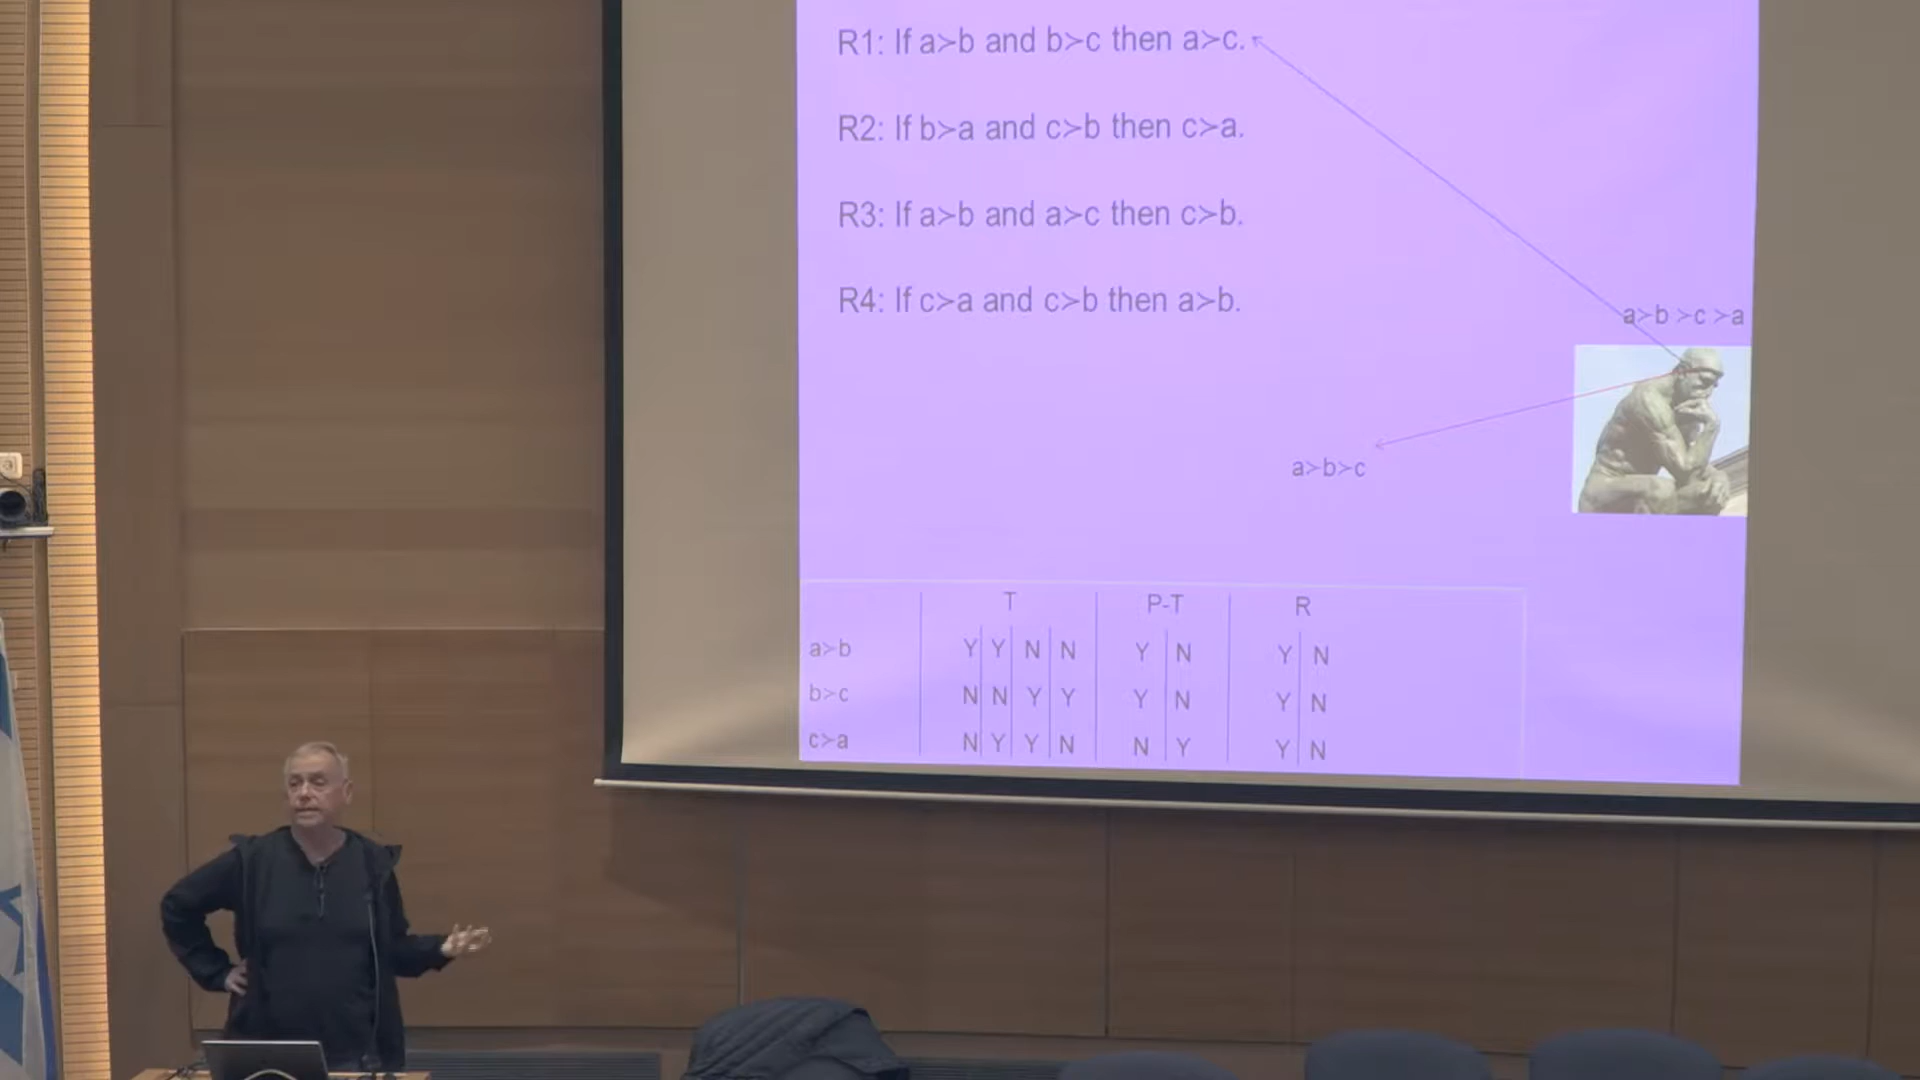 R1: If a>b and b>c then a>c.
R2: If b>a and c>b then c>a.
R3: If a>b and a>c then c>b.
R4: If c>a and c>b then a>b.
a>b >c >a
a>b>c
T P-T R
a>b Y Y N N Y N Y N
b>c N N Y Y Y N Y N
c>a N Y Y N N Y Y N